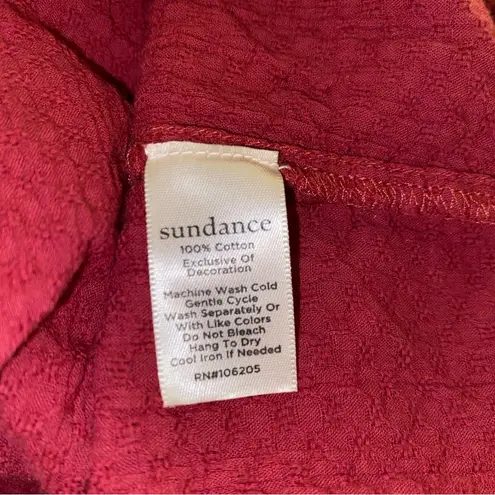 sundance
100% Cotton
Exclusive Of
Decoration
Machine Wash Cold
Gentle Cycle
Wash Separately Or
With Like Colors
Do Not Bleach
Hang To Dry
Cool Iron If Needed
RN#106205